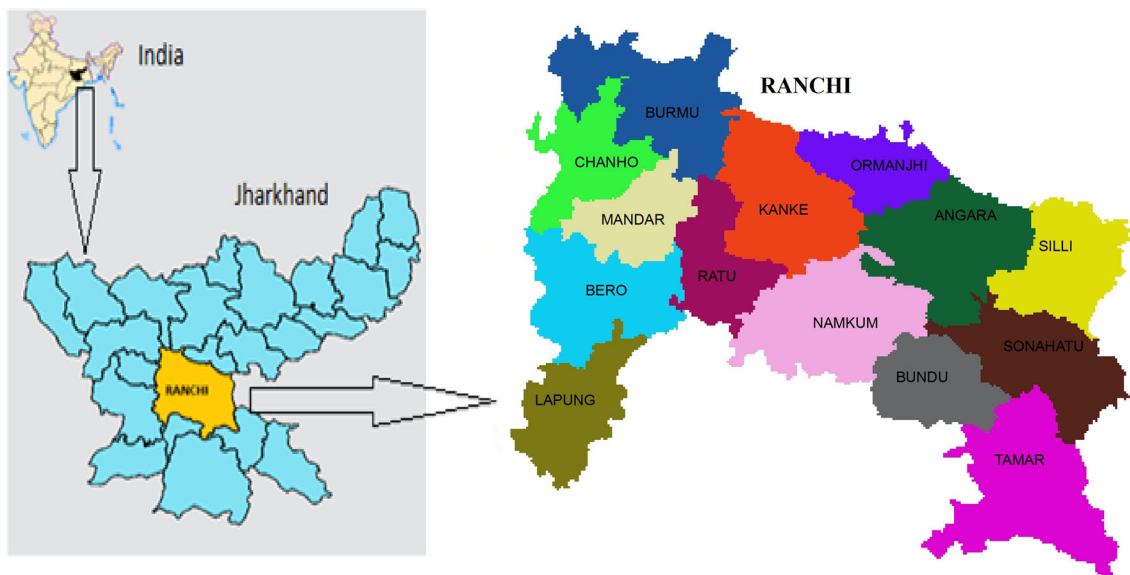 India
Jharkhand
RANCHI
RANCHI
BURMU
CHANHO
ORMANJHI
MANDAR
KANKE
ANGARA
SILLI
BERO
RATU
NAMKUM
SONAHATU
BUNDU
LAPUNG
TAMAR